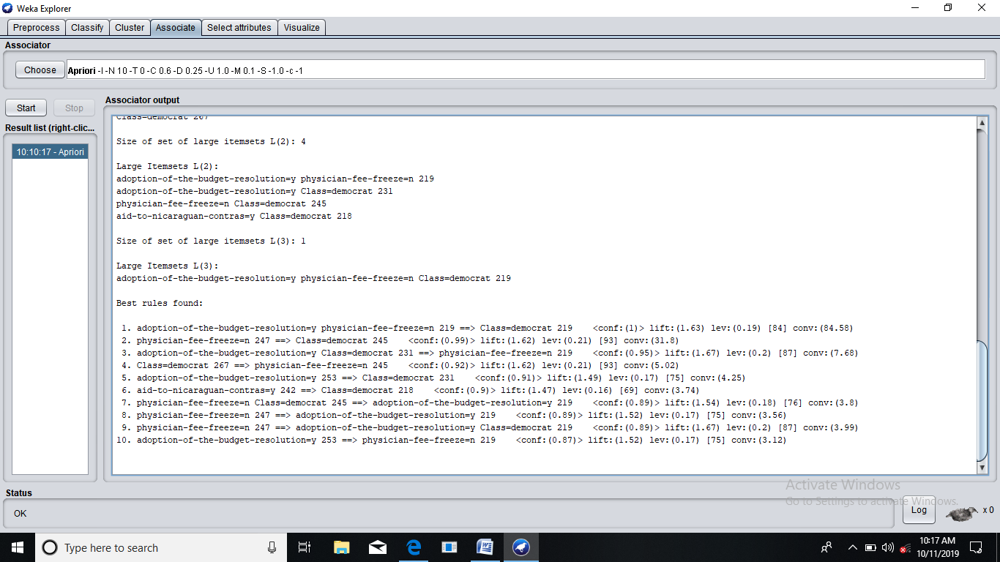 Weka Explorer
Preprocess Classify Cluster Associate Select attributes Visualize
Associator
Choose Apriori -I -N 10 -T 0 -C 0.6 -D 0.25 -U 1.0 -M 0.1 -S -1.0 -c -1
Start Stop
Associator output
Result list (right-clic...
10:10:17 - Apriori
Class=democrat 267
Size of set of large itemsets L(2): 4
Large Itemsets L(2):
adoption-of-the-budget-resolution=y physician-fee-freeze=n 219
adoption-of-the-budget-resolution=y Class=democrat 231
physician-fee-freeze=n Class=democrat 245
aid-to-nicaraguan-contras=y Class=democrat 218
Size of set of large itemsets L(3): 1
Large Itemsets L(3):
adoption-of-the-budget-resolution=y physician-fee-freeze=n Class=democrat 219
Best rules found:
1. adoption-of-the-budget-resolution=y physician-fee-freeze=n 219 ==> Class=democrat 219 <conf:(1)> lift:(1.63) lev:(0.19) [84] conv:(84.58)
2. physician-fee-freeze=n 247 ==> Class=democrat 245 <conf:(0.99)> lift:(1.62) lev:(0.21) [93] conv:(31.8)
3. adoption-of-the-budget-resolution=y Class=democrat 231 ==> physician-fee-freeze=n 219 <conf:(0.95)> lift:(1.67) lev:(0.2) [87] conv:(7.68)
4. Class=democrat 267 ==> physician-fee-freeze=n 245 <conf:(0.92)> lift:(1.62) lev:(0.21) [93] conv:(5.02)
5. adoption-of-the-budget-resolution=y 253 ==> Class=democrat 231 <conf:(0.91)> lift:(1.49) lev:(0.17) [75] conv:(4.25)
6. aid-to-nicaraguan-contras=y 242 ==> Class=democrat 218 <conf:(0.9)> lift:(1.47) lev:(0.16) [69] conv:(3.74)
7. physician-fee-freeze=n Class=democrat 245 ==> adoption-of-the-budget-resolution=y 219 <conf:(0.89)> lift:(1.54) lev:(0.18) [76] conv:(3.8)
8. physician-fee-freeze=n 247 ==> adoption-of-the-budget-resolution=y 219 <conf:(0.89)> lift:(1.52) lev:(0.17) [75] conv:(3.56)
9. physician-fee-freeze=n 247 ==> adoption-of-the-budget-resolution=y Class=democrat 219 <conf:(0.89)> lift:(1.67) lev:(0.2) [87] conv:(3.99)
10. adoption-of-the-budget-resolution=y 253 ==> physician-fee-freeze=n 219 <conf:(0.87)> lift:(1.52) lev:(0.17) [75] conv:(3.12)
Activate Windows
Go to Settings to activate Windows.
Status
OK
Log
x 0
Type here to search
10:17 AM
10/11/2019